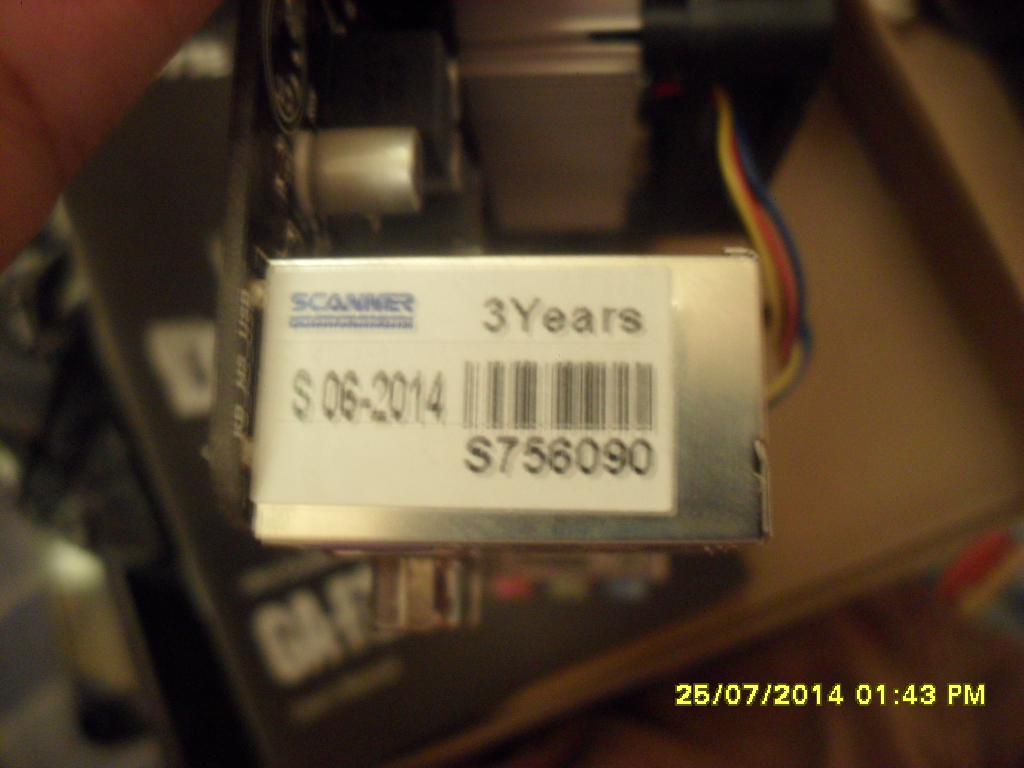 SCANNER
3Years
S 06-2014
S756090
25/07/2014 01:43 PM